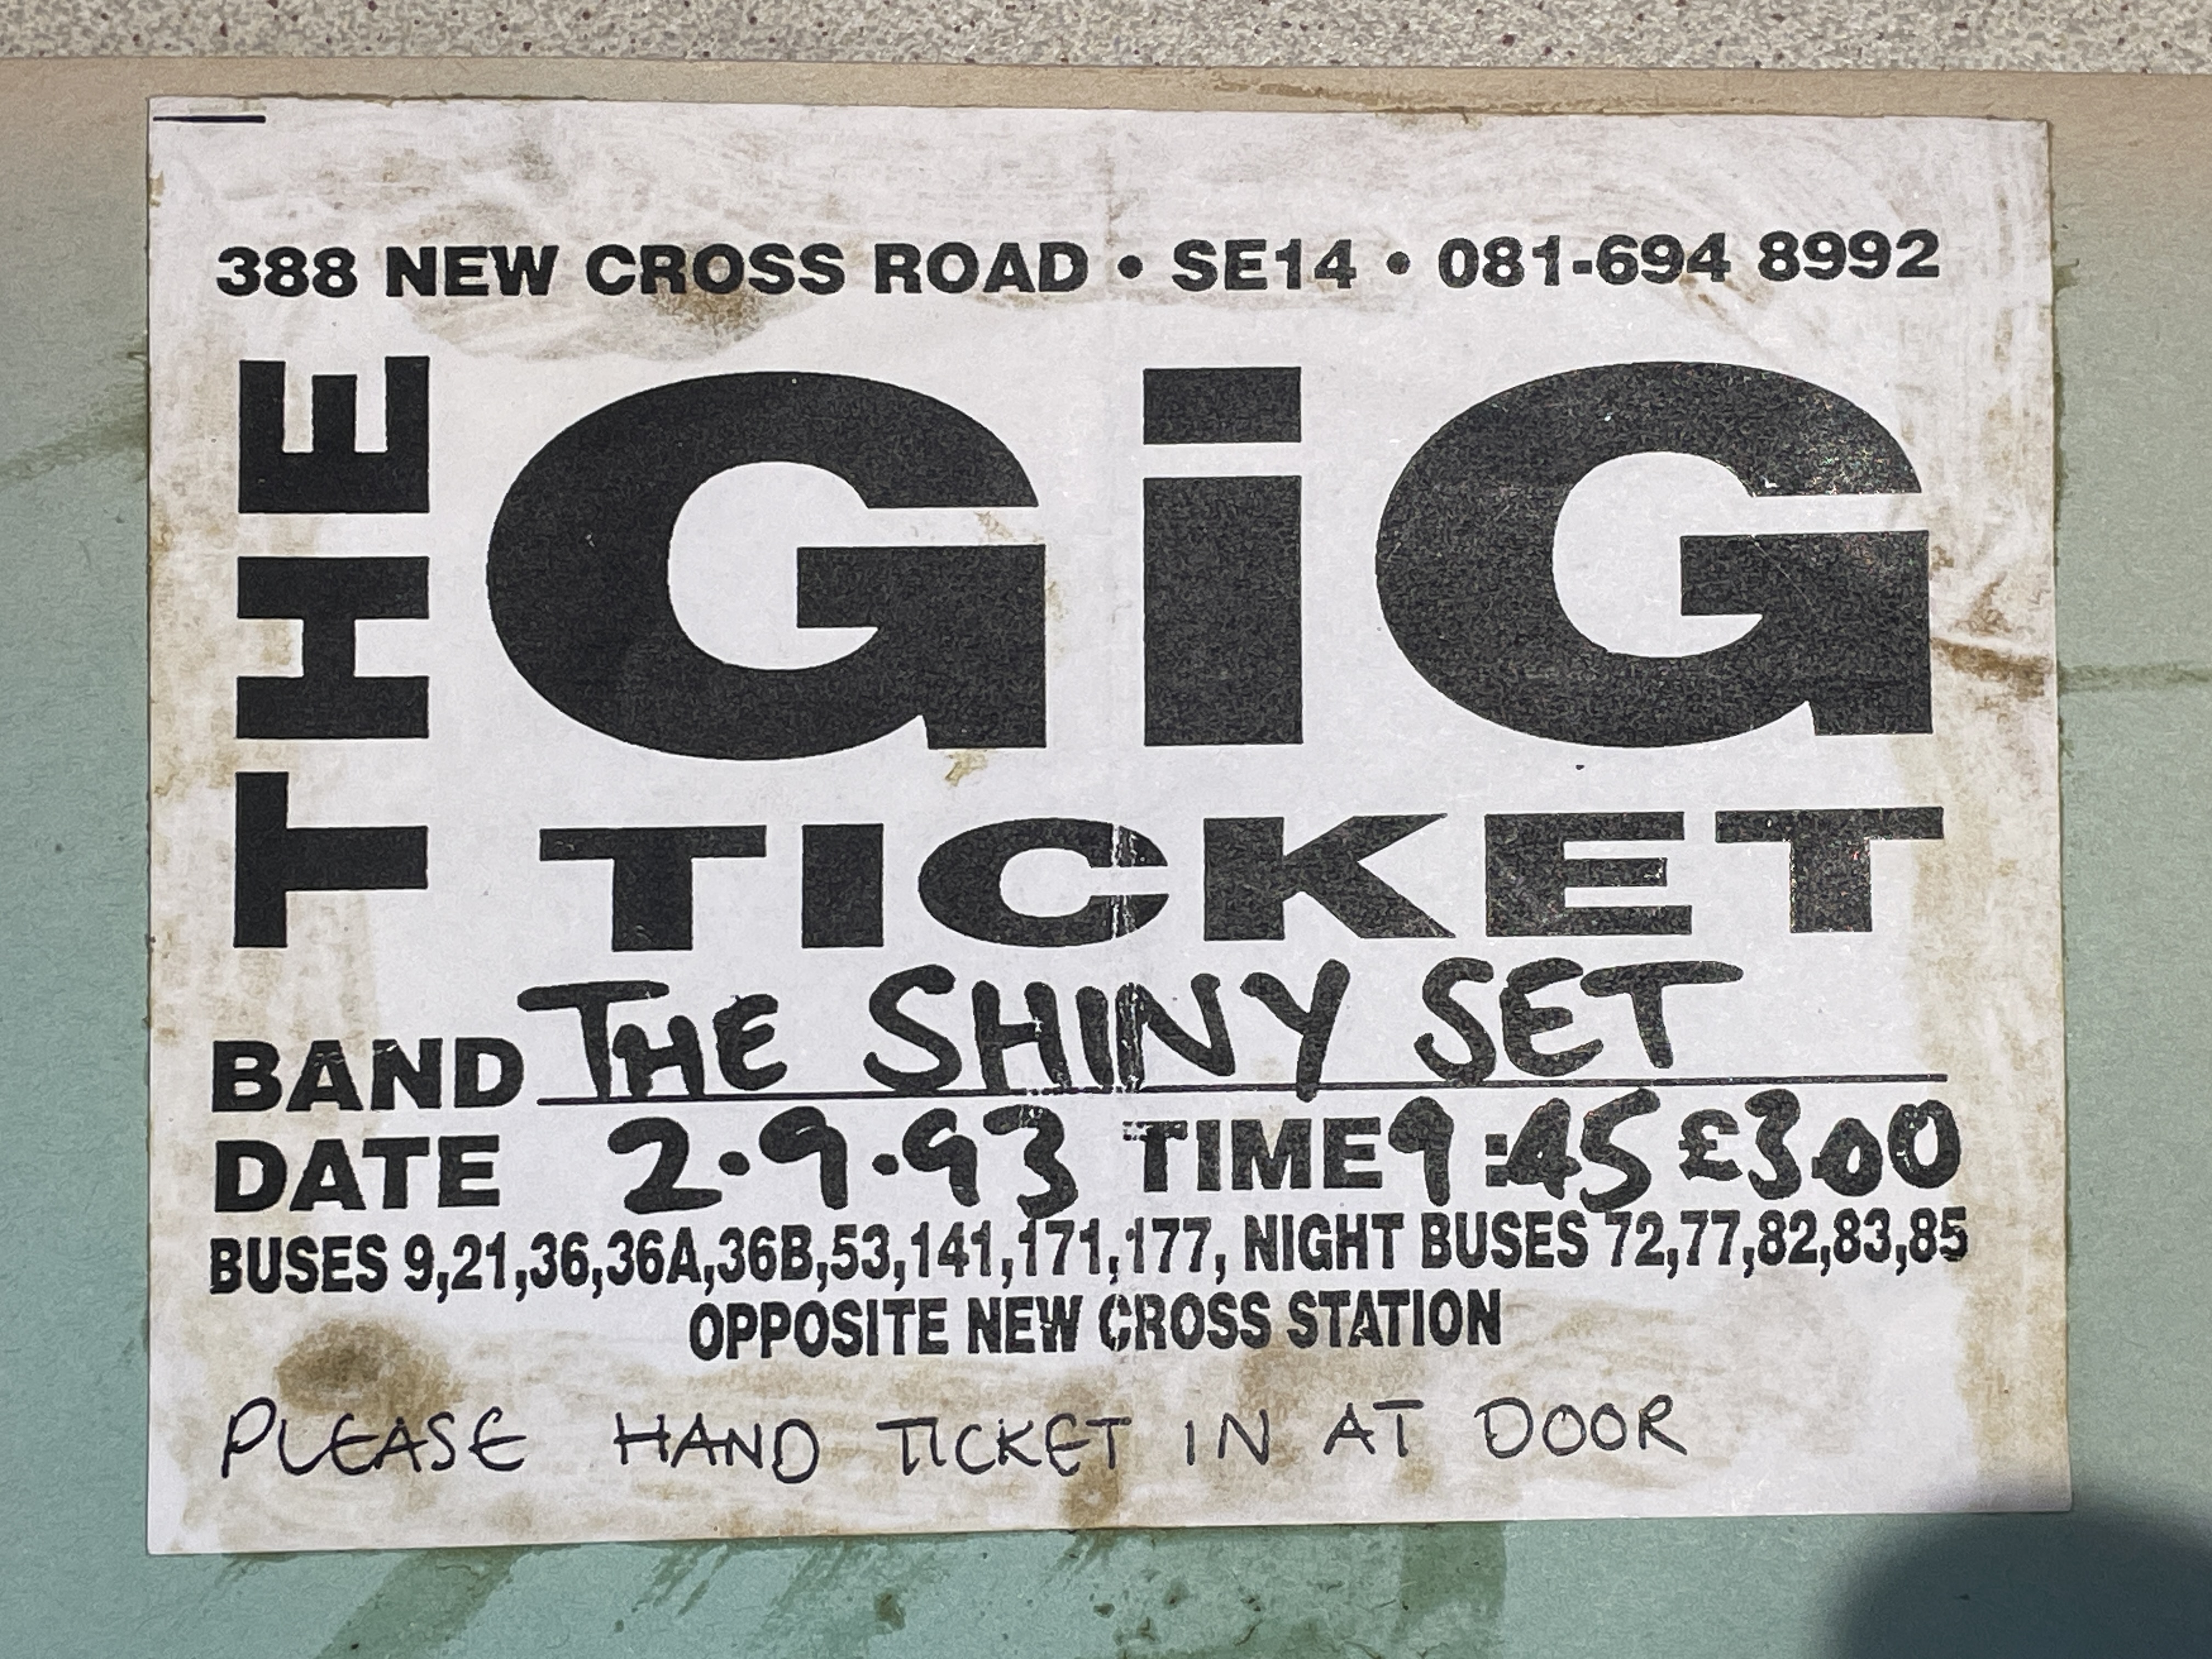 388 NEW CROSS ROAD • SE14 • 081-694 8992
THE GiG
TICKET
BAND THE SHINY SET
DATE 2.9.93 TIME 9:45 £3.00
BUSES 9,21,36,36A,36B,53,141,171,177, NIGHT BUSES 72,77,82,83,85
OPPOSITE NEW CROSS STATION
PLEASE HAND TICKET IN AT DOOR